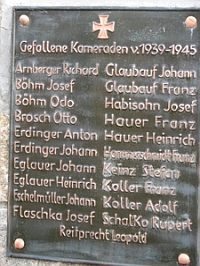 Gefallene Kameraden v. 1939-1945
Arnberger Richard Glaubauf Johann
Böhm Josef Glaubauf Franz
Böhm Odo Habisohn Josef
Brosch Otto Hauer Franz
Erdinger Anton Hauer Heinrich
Erdinger Johann Hammerschmidt Franz
Eglauer Johann Keinz Stefan
Eglauer Heinrich Koller Franz
Eschelmüller Johann Koller Adolf
Flaschka Josef Schalko Rupert
Reitprecht Leopold